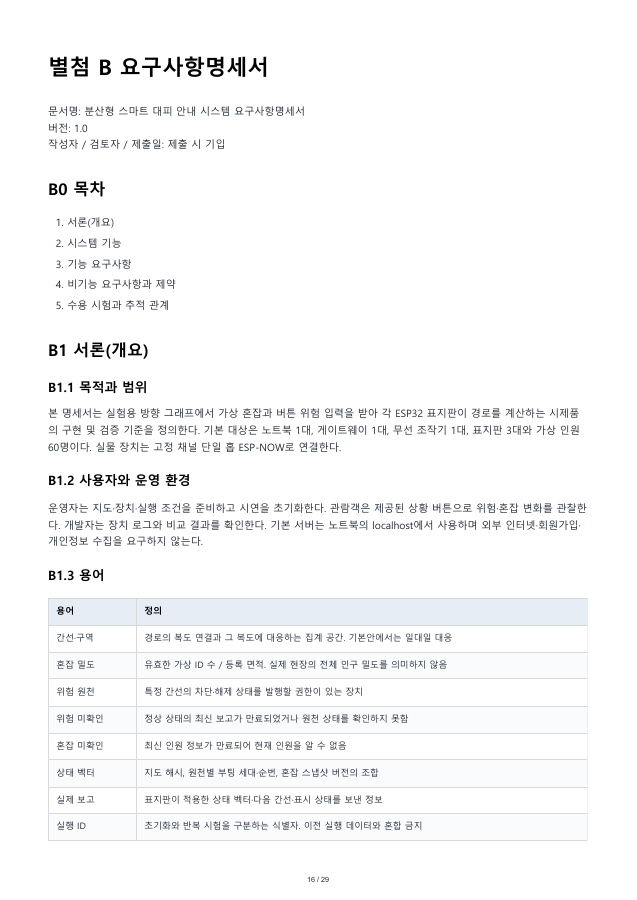 별첨 B 요구사항명세서
문서명: 분산형 스마트 대피 안내 시스템 요구사항명세서
버전: 1.0
작성자 / 검토자 / 제출일: 제출 시 기입
B0 목차
1. 서론(개요)
2. 시스템 기능
3. 기능 요구사항
4. 비기능 요구사항과 제약
5. 수용 시험과 추적 관계
B1 서론(개요)
B1.1 목적과 범위
본 명세서는 실험용 방향 그래프에서 가상 혼잡과 버튼 위험 입력을 받아 각 ESP32 표지판이 경로를 계산하는 시제품
의 구현 및 검증 기준을 정의한다. 기본 대상은 노트북 1대, 게이트웨이 1대, 무선 조작기 1대, 표지판 3대와 가상 인원
60명이다. 실물 장치는 고정 채널 단일 홉 ESP-NOW로 연결한다.
B1.2 사용자와 운영 환경
운영자는 지도·장치·실행 조건을 준비하고 시연을 초기화한다. 관람객은 제공된 상황 버튼으로 위험·혼잡 변화를 관찰한
다. 개발자는 장치 로그와 비교 결과를 확인한다. 기본 서버는 노트북의 localhost에서 사용하며 외부 인터넷·회원가입·
개인정보 수집을 요구하지 않는다.
B1.3 용어
용어 정의
간선·구역 경로의 복도 연결과 그 복도에 대응하는 집계 공간. 기본안에서는 일대일 대응
혼잡 밀도 유효한 가상 ID 수 / 등록 면적. 실제 현장의 전체 인구 밀도를 의미하지 않음
위험 원천 특정 간선의 차단·해제 상태를 발행할 권한이 있는 장치
위험 미확인 정상 상태의 최신 보고가 만료되었거나 원천 상태를 확인하지 못함
혼잡 미확인 최신 인원 정보가 만료되어 현재 인원을 알 수 없음
상태 벡터 지도 해시, 원천별 부팅 세대·순번, 혼잡 스냅샷 버전의 조합
실제 보고 표지판이 적용한 상태 벡터·다음 간선·표시 상태를 보낸 정보
실행 ID 초기화와 반복 시험을 구분하는 식별자. 이전 실행 데이터와 혼합 금지
16 / 29